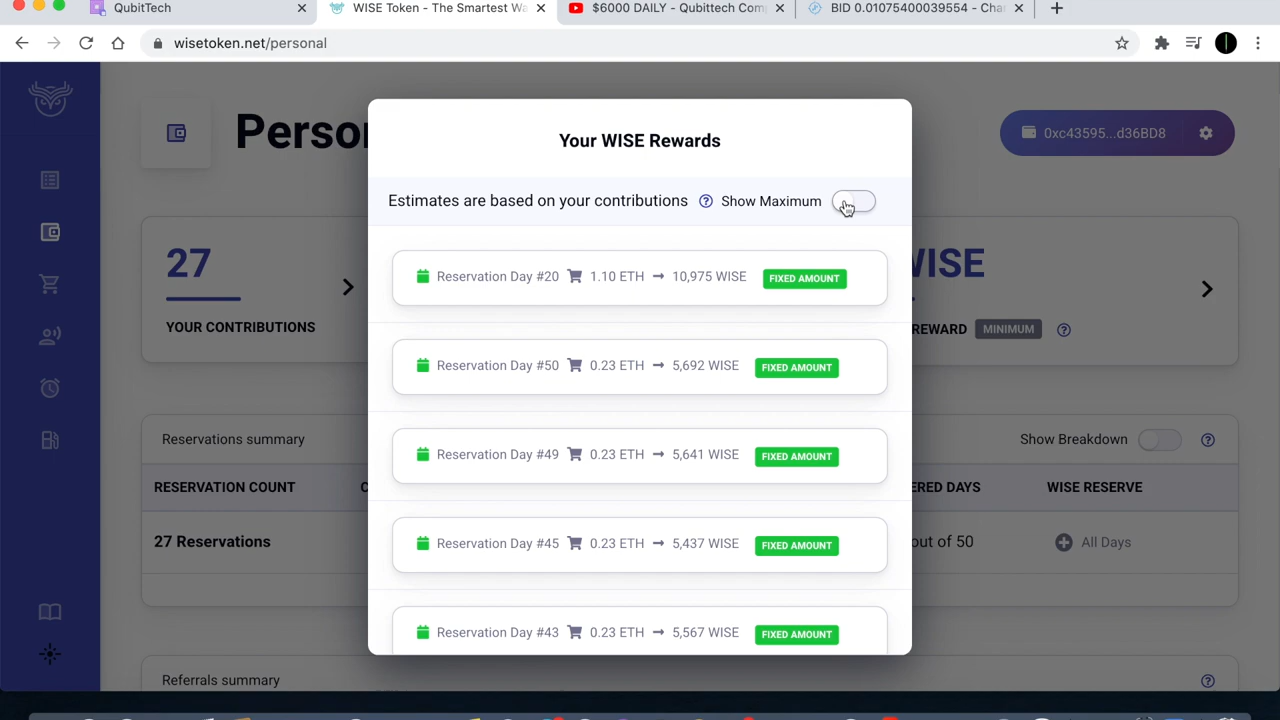 QubitTech
WISE Token - The Smartest Wa
$6000 DAILY - Qubittech Com
BID 0.01075400039554 - Cha
wisetoken.net/personal
Perso
0xc43595...d36BD8
Your WISE Rewards
Estimates are based on your contributions ? Show Maximum
Reservation Day #20 1.10 ETH → 10,975 WISE FIXED AMOUNT
Reservation Day #50 0.23 ETH → 5,692 WISE FIXED AMOUNT
Reservation Day #49 0.23 ETH → 5,641 WISE FIXED AMOUNT
Reservation Day #45 0.23 ETH → 5,437 WISE FIXED AMOUNT
Reservation Day #43 0.23 ETH → 5,567 WISE FIXED AMOUNT
27
YOUR CONTRIBUTIONS
WISE
REWARD MINIMUM ?
Reservations summary
Show Breakdown ?
RESERVATION COUNT
C
ERED DAYS
WISE RESERVE
27 Reservations
out of 50
All Days
Referrals summary
?